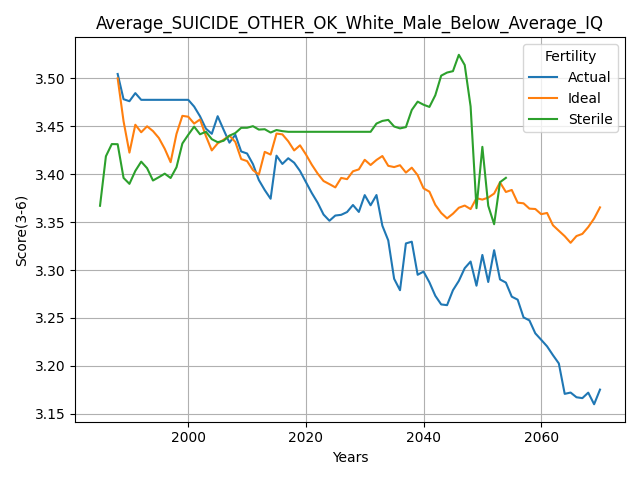 Average_SUICIDE_OTHER_OK_White_Male_Below_Average_IQ
Fertility
Actual
Ideal
Sterile
3.50
3.45
3.40
3.35
3.30
3.25
3.20
3.15
Score(3-6)
2000 2020 2040 2060
Years